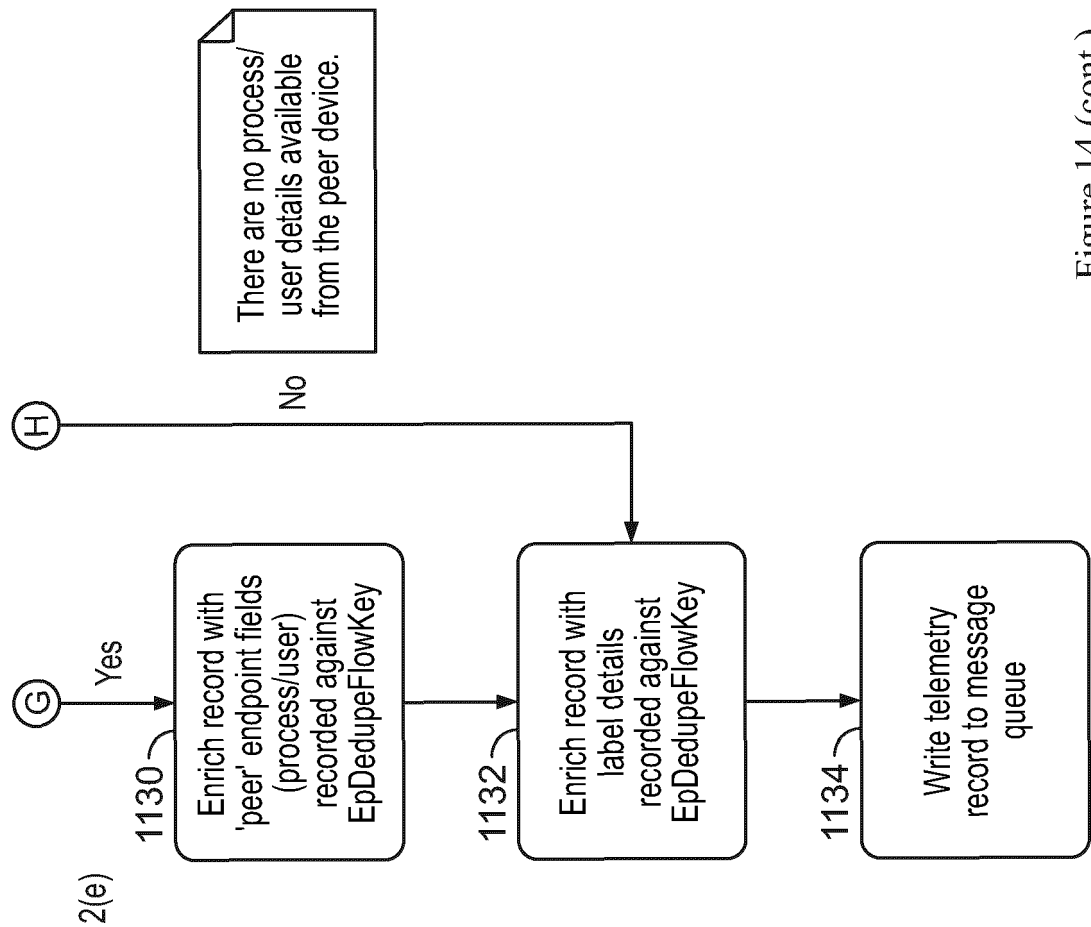 2(e)
G
Yes
H
No
There are no process/
user details available
from the peer device.
1130
Enrich record with
'peer' endpoint fields
(process/user)
recorded against
EpDedupeFlowKey
1132
Enrich record with
label details
recorded against
EpDedupeFlowKey
1134
Write telemetry
record to message
queue
Figure 14 (cont.)